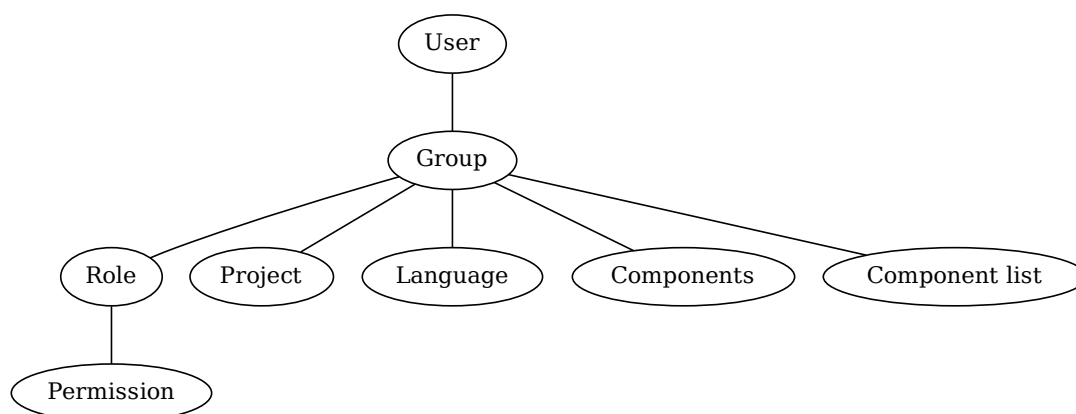 User
Group
Role
Project
Language
Components
Component list
Permission